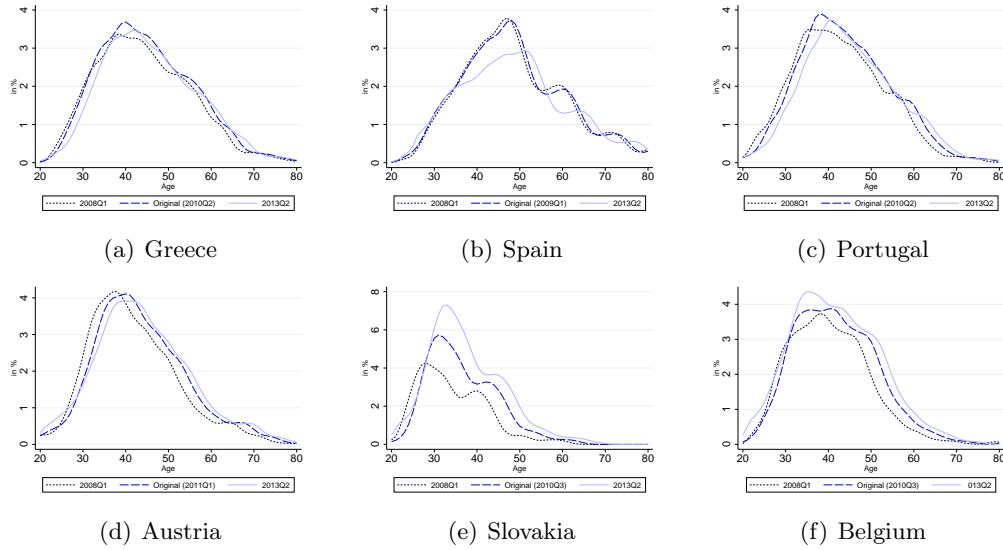 in %
0 1 2 3 4
20 30 40 50 60 70 80
Age
2008Q1 Original (2010Q2) 2013Q2
(a) Greece
in %
0 1 2 3 4
20 30 40 50 60 70 80
Age
2008Q1 Original (2009Q1) 2013Q2
(b) Spain
in %
0 1 2 3 4
20 30 40 50 60 70 80
Age
2008Q1 Original (2010Q2) 2013Q2
(c) Portugal
in %
0 1 2 3 4
20 30 40 50 60 70 80
Age
2008Q1 Original (2011Q1) 2013Q2
(d) Austria
in %
0 2 4 6 8
20 30 40 50 60 70 80
Age
2008Q1 Original (2010Q3) 2013Q2
(e) Slovakia
in %
0 1 2 3 4
20 30 40 50 60 70 80
Age
2008Q1 Original (2010Q3) 013Q2
(f) Belgium